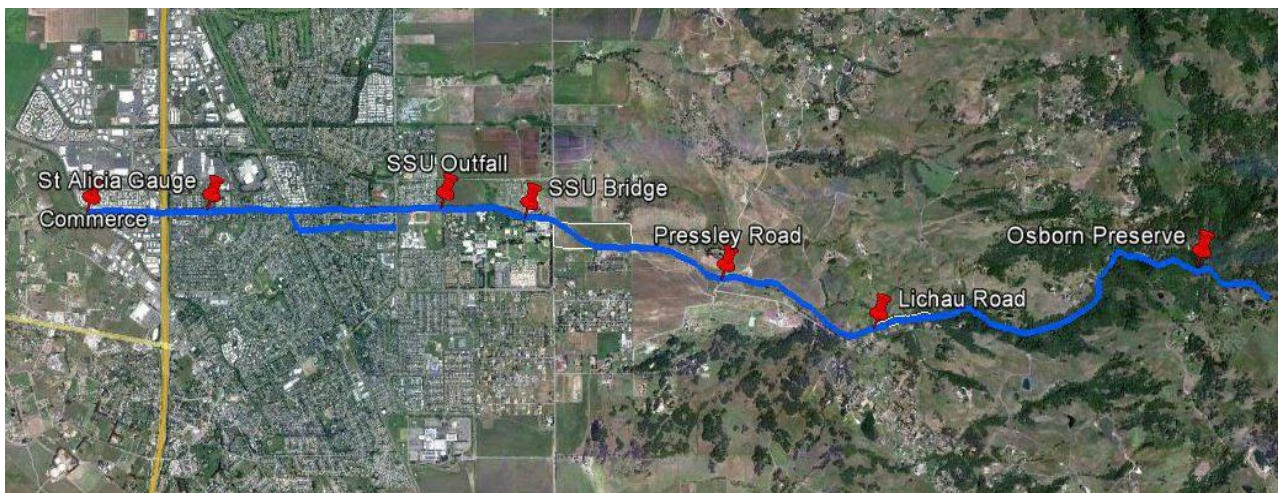 SSU Outfall
St Alicia Gauge
SSU Bridge
Commerce
Pressley Road
Osborn Preserve
Lichau Road